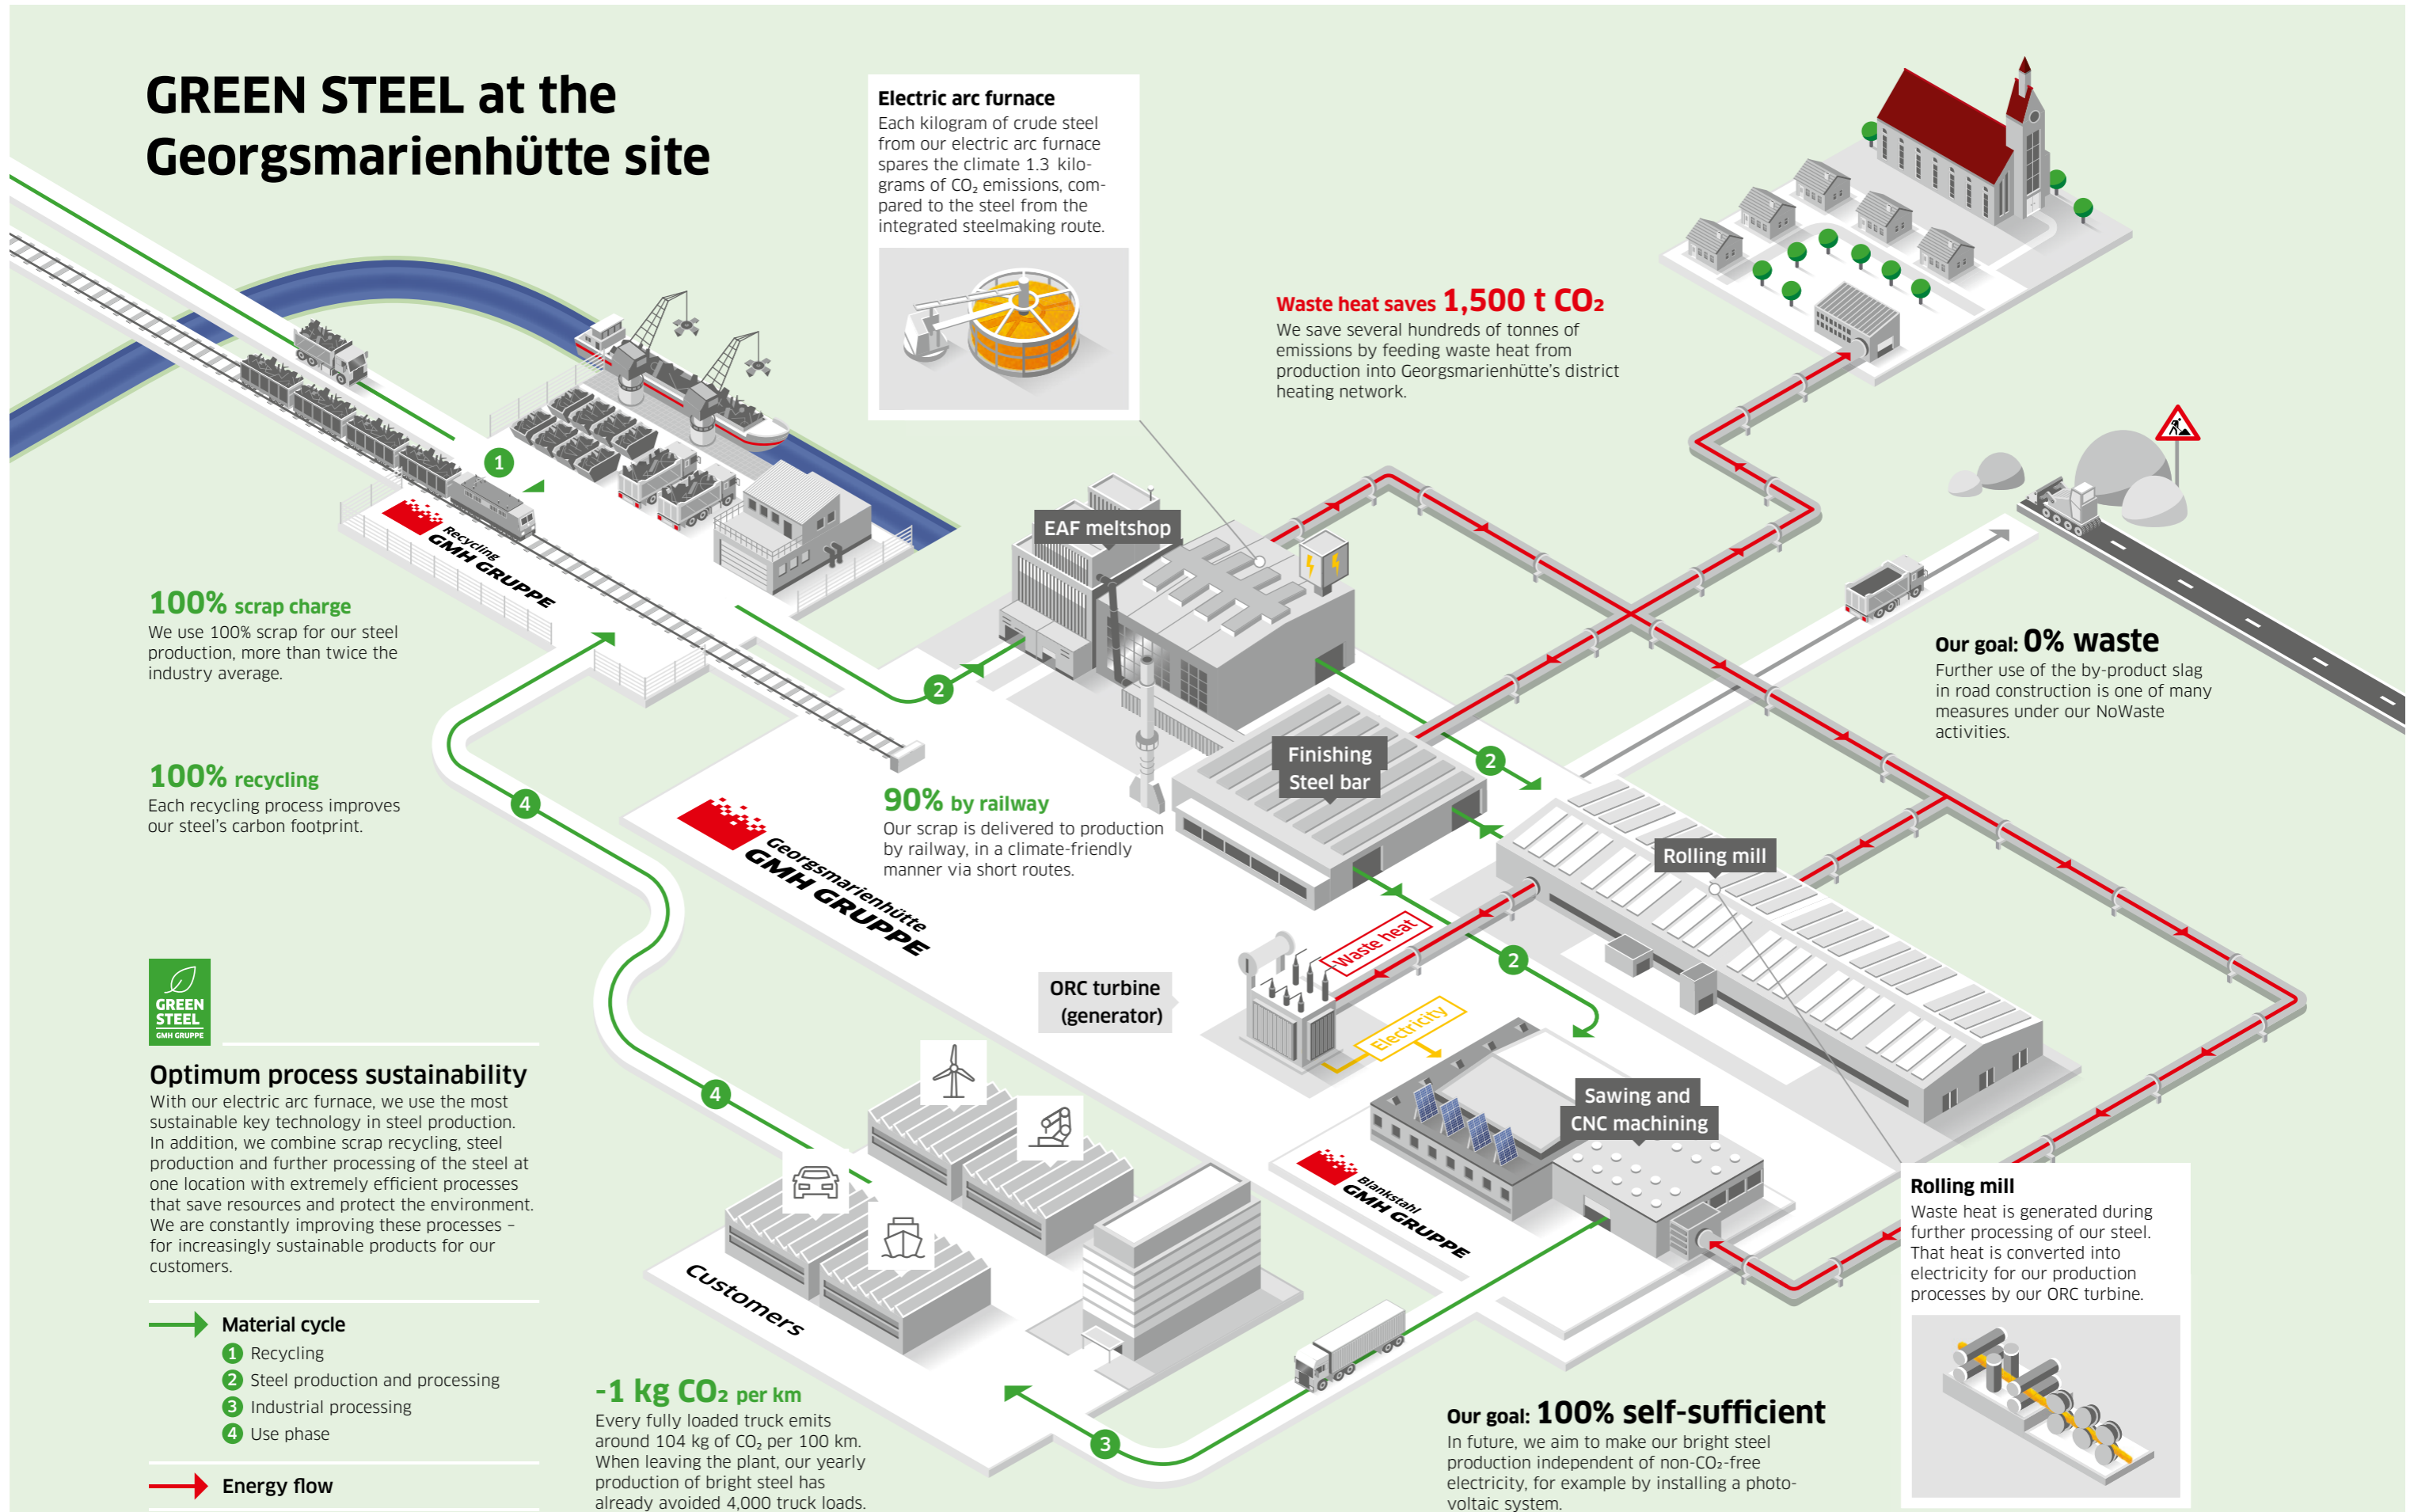 GREEN STEEL at the
Georgsmarienhütte site
Electric arc furnace
Each kilogram of crude steel
from our electric arc furnace
spares the climate 1.3 kilo-
grams of CO₂ emissions, com-
pared to the steel from the
integrated steelmaking route.
Waste heat saves 1,500 t CO₂
We save several hundreds of tonnes of
emissions by feeding waste heat from
production into Georgsmarienhütte's district
heating network.
1
Recycling
GMH GRUPPE
EAF meltshop
100% scrap charge
We use 100% scrap for our steel
production, more than twice the
industry average.
2
Our goal: 0% waste
Further use of the by-product slag
in road construction is one of many
measures under our NoWaste
activities.
100% recycling
Each recycling process improves
our steel's carbon footprint.
4
90% by railway
Our scrap is delivered to production
by railway, in a climate-friendly
manner via short routes.
Georgsmarienhütte
GMH GRUPPE
Finishing
Steel bar
2
Rolling mill
Waste heat
2
ORC turbine
(generator)
Electricity
GREEN
STEEL
GMH GRUPPE
Optimum process sustainability
With our electric arc furnace, we use the most
sustainable key technology in steel production.
In addition, we combine scrap recycling, steel
production and further processing of the steel at
one location with extremely efficient processes
that save resources and protect the environment.
We are constantly improving these processes –
for increasingly sustainable products for our
customers.
4
Sawing and
CNC machining
Blankstahl
GMH GRUPPE
Customers
Rolling mill
Waste heat is generated during
further processing of our steel.
That heat is converted into
electricity for our production
processes by our ORC turbine.
Material cycle
1 Recycling
2 Steel production and processing
3 Industrial processing
4 Use phase
Energy flow
-1 kg CO₂ per km
Every fully loaded truck emits
around 104 kg of CO₂ per 100 km.
When leaving the plant, our yearly
production of bright steel has
already avoided 4,000 truck loads.
3
Our goal: 100% self-sufficient
In future, we aim to make our bright steel
production independent of non-CO₂-free
electricity, for example by installing a photo-
voltaic system.